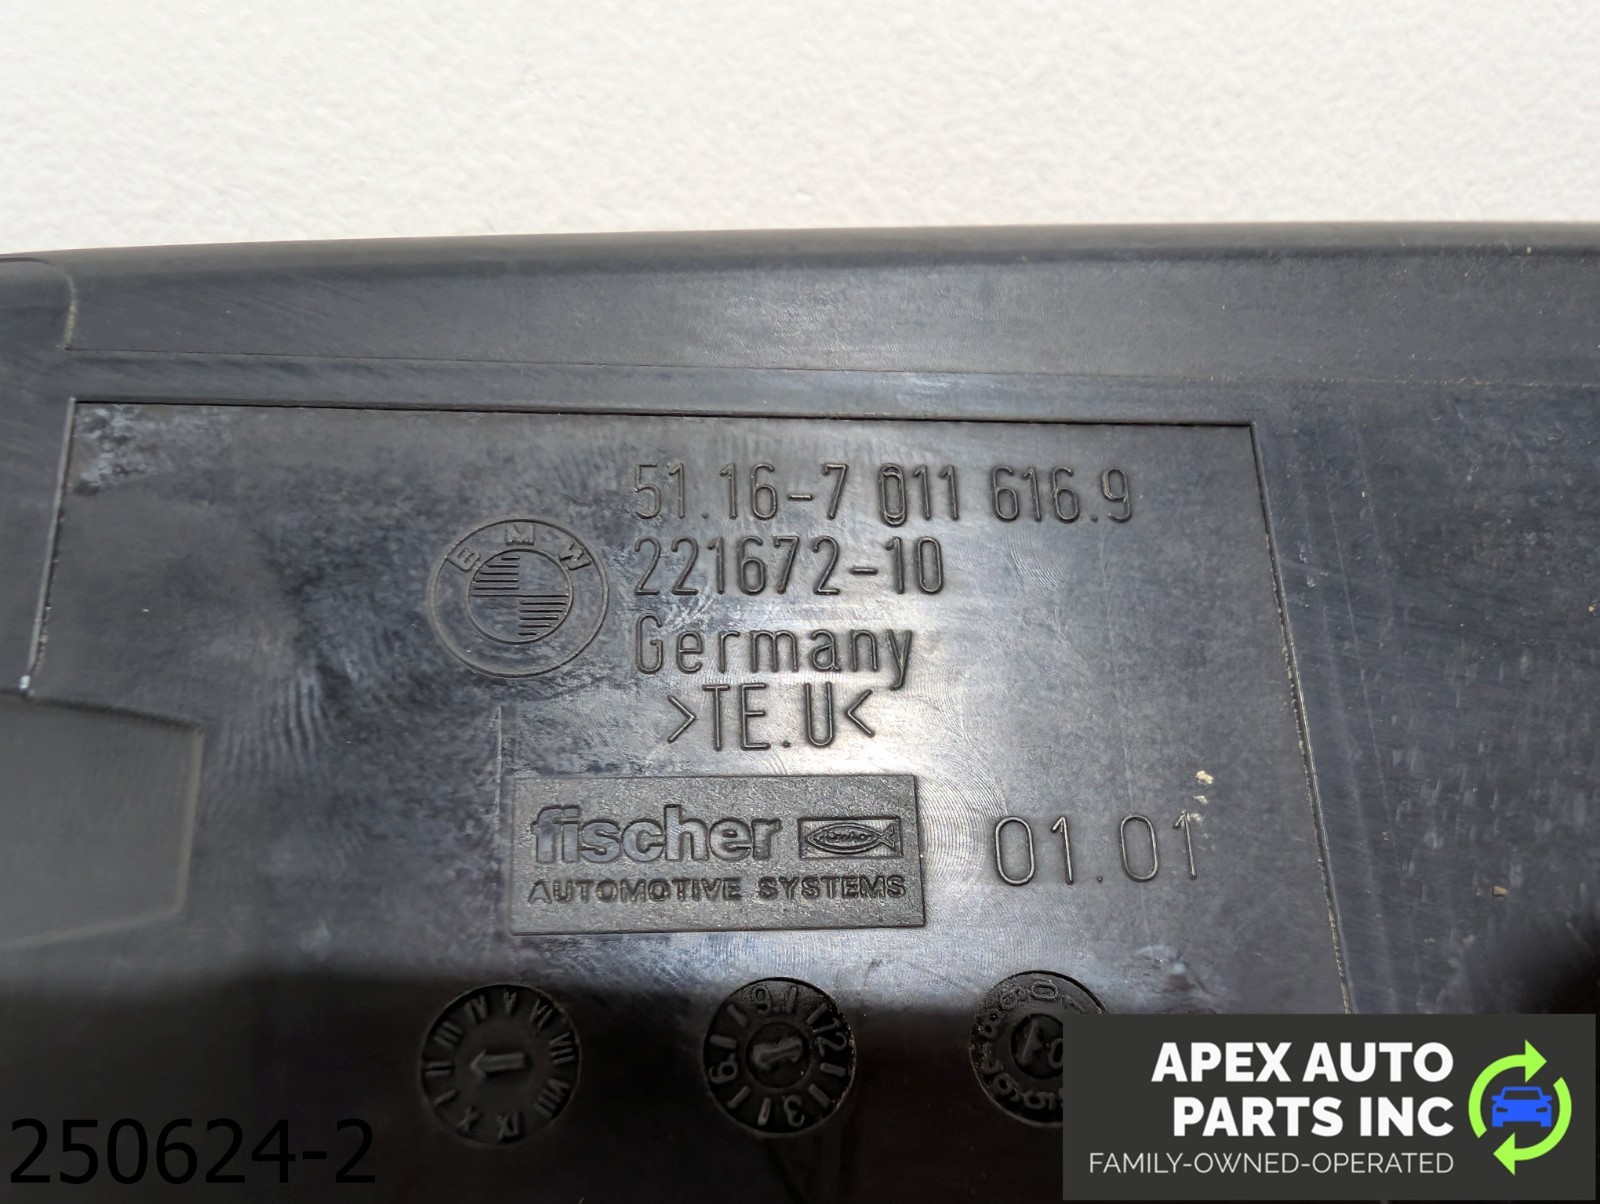 51.16-7 011 616.9
BMW
221672-10
Germany
>TE.U<
fischer
AUTOMOTIVE SYSTEMS
01.01
APEX AUTO
PARTS INC
FAMILY-OWNED-OPERATED
250624-2